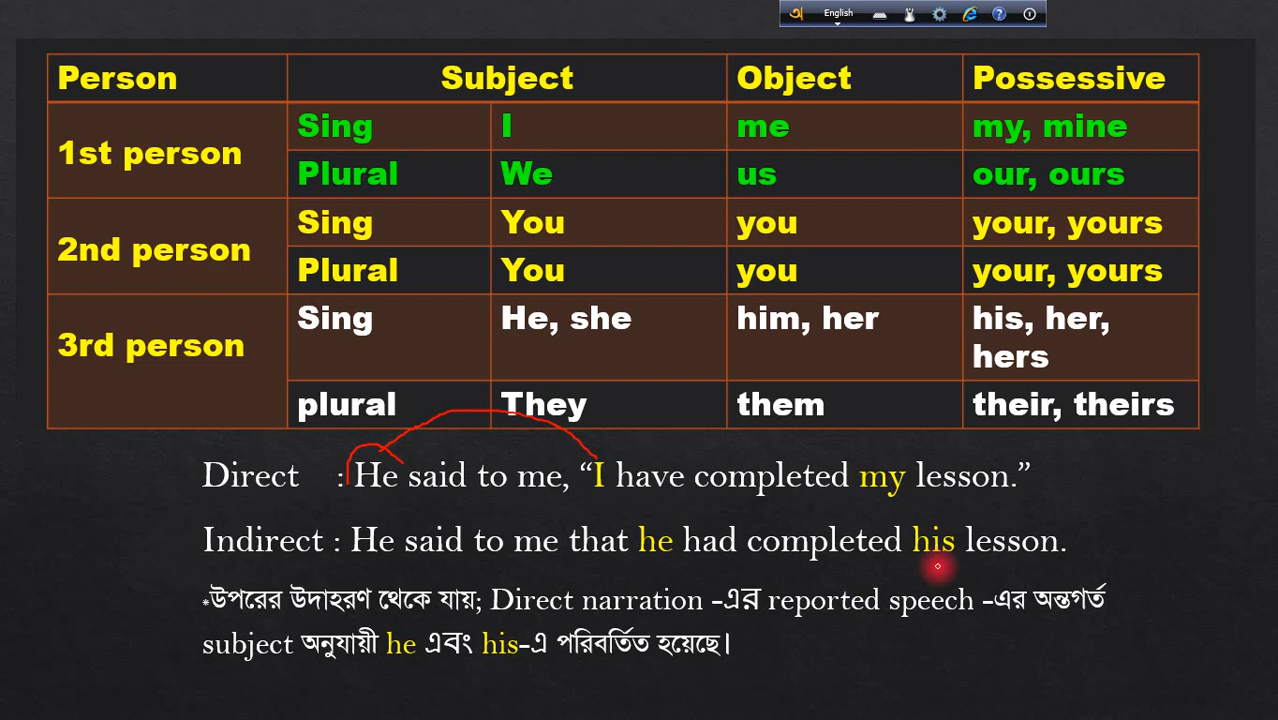 অ English
Person Subject Object Possessive
1st person Sing I me my, mine
Plural We us our, ours
2nd person Sing You you your, yours
Plural You you your, yours
3rd person Sing He, she him, her his, her,
hers
plural They them their, theirs
Direct : He said to me, “I have completed my lesson.”
Indirect : He said to me that he had completed his lesson.
*উপরের উদাহরণ থেকে যায়; Direct narration -এর reported speech -এর অন্তগর্ত
subject অনুযায়ী he এবং his-এ পরিবর্তিত হয়েছে।